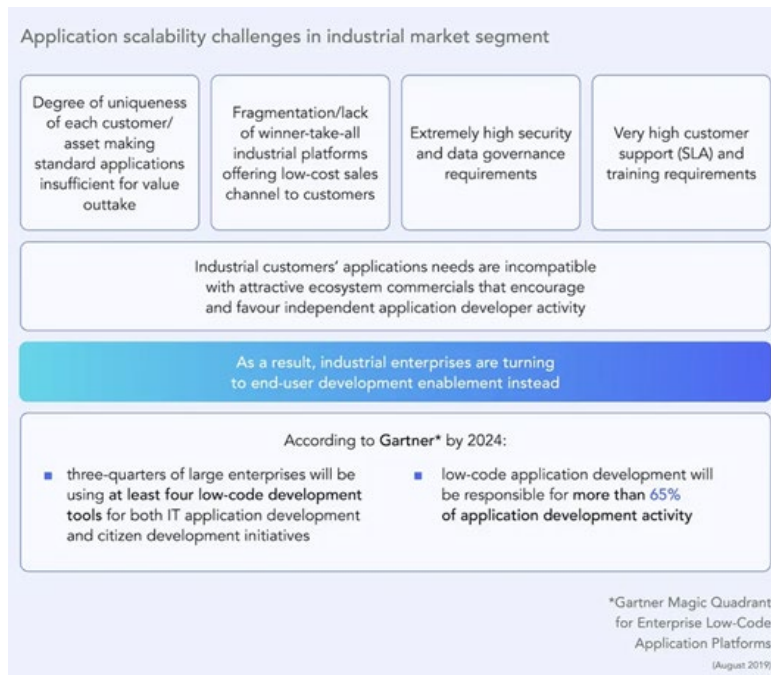 Application scalability challenges in industrial market segment
Degree of uniqueness
of each customer/
asset making
standard applications
insufficient for value
outtake
Fragmentation/lack
of winner-take-all
industrial platforms
offering low-cost sales
channel to customers
Extremely high security
and data governance
requirements
Very high customer
support (SLA) and
training requirements
Industrial customers' applications needs are incompatible
with attractive ecosystem commercials that encourage
and favour independent application developer activity
As a result, industrial enterprises are turning
to end-user development enablement instead
According to Gartner* by 2024:
three-quarters of large enterprises will be
using at least four low-code development
tools for both IT application development
and citizen development initiatives
low-code application development will
be responsible for more than 65%
of application development activity
*Gartner Magic Quadrant
for Enterprise Low-Code
Application Platforms
(August 2019)